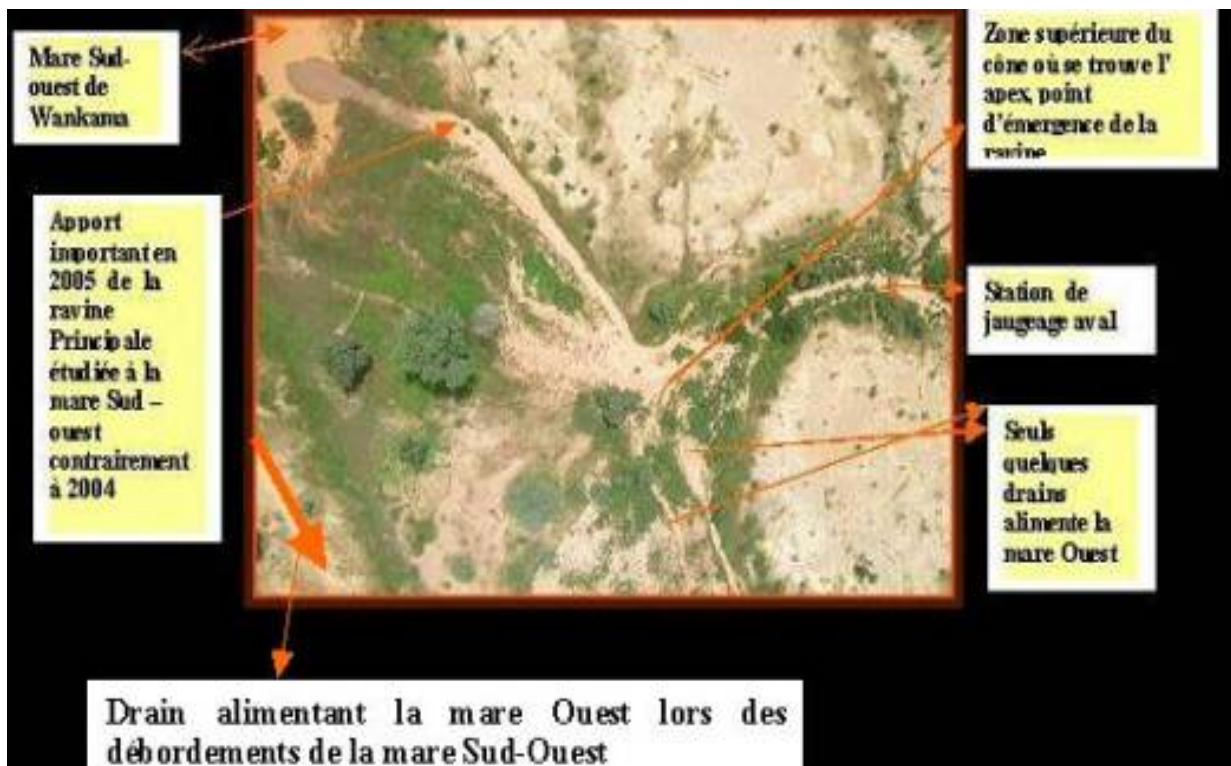 Mare Sud-
ouest de
Wankama
Zone supérieure du
cône où se trouve l'
apex, point
d'émergence de la
ravine
Apport
important en
2005 de la
ravine
Principale
étudiée à la
mare Sud –
ouest
contrairement
à 2004
Station de
jaugeage aval
Seuls
quelques
drains
alimente la
mare Ouest
Drain alimentant la mare Ouest lors des
débordements de la mare Sud-Ouest